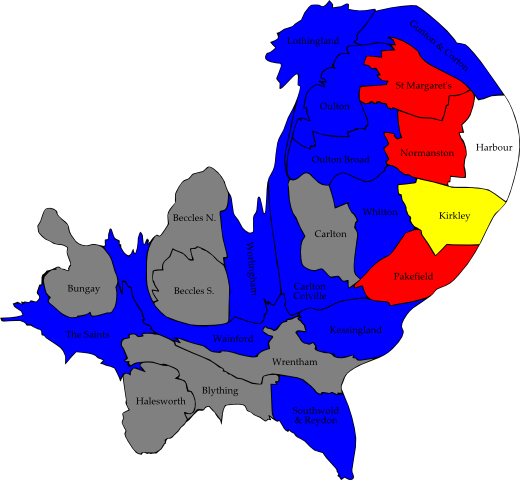 Lothingland
Gunton & Corton
St Margaret's
Oulton
Harbour
Normanston
Oulton Broad
Whitton
Kirkley
Beccles N.
Carlton
Worlingham
Pakefield
Bungay
Beccles S.
Carlton
Colville
The Saints
Wainford
Carlton
Kessingland
Wrentham
Blything
Halesworth
Southwold
& Reydon